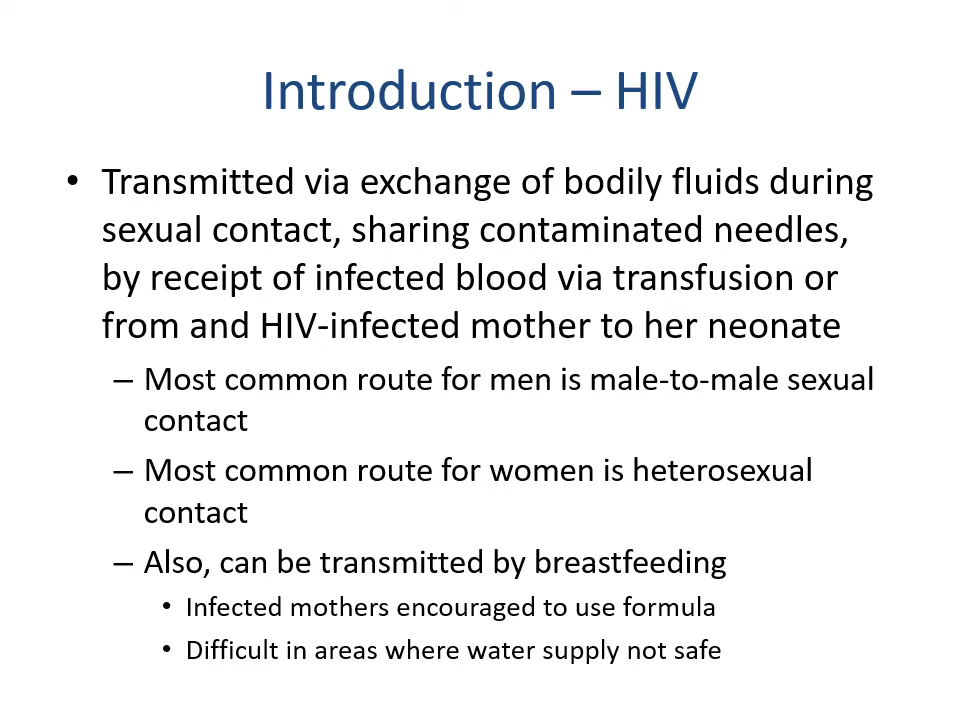 Introduction – HIV
• Transmitted via exchange of bodily fluids during
sexual contact, sharing contaminated needles,
by receipt of infected blood via transfusion or
from and HIV-infected mother to her neonate
– Most common route for men is male-to-male sexual
contact
– Most common route for women is heterosexual
contact
– Also, can be transmitted by breastfeeding
• Infected mothers encouraged to use formula
• Difficult in areas where water supply not safe